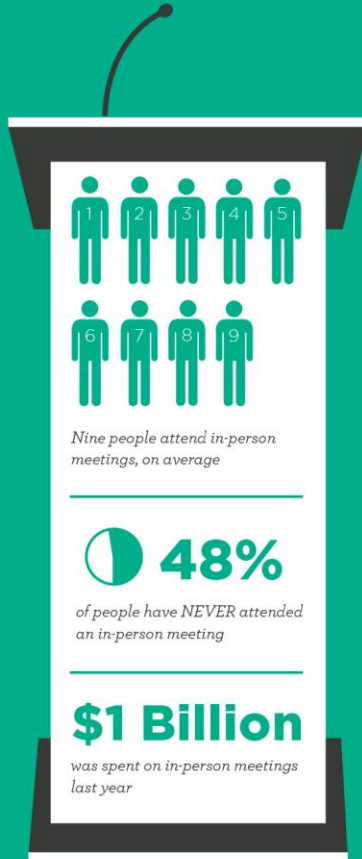 1 2 3 4 5
6 7 8 9
Nine people attend in-person
meetings, on average
48%
of people have NEVER attended
an in-person meeting
$1 Billion
was spent on in-person meetings
last year